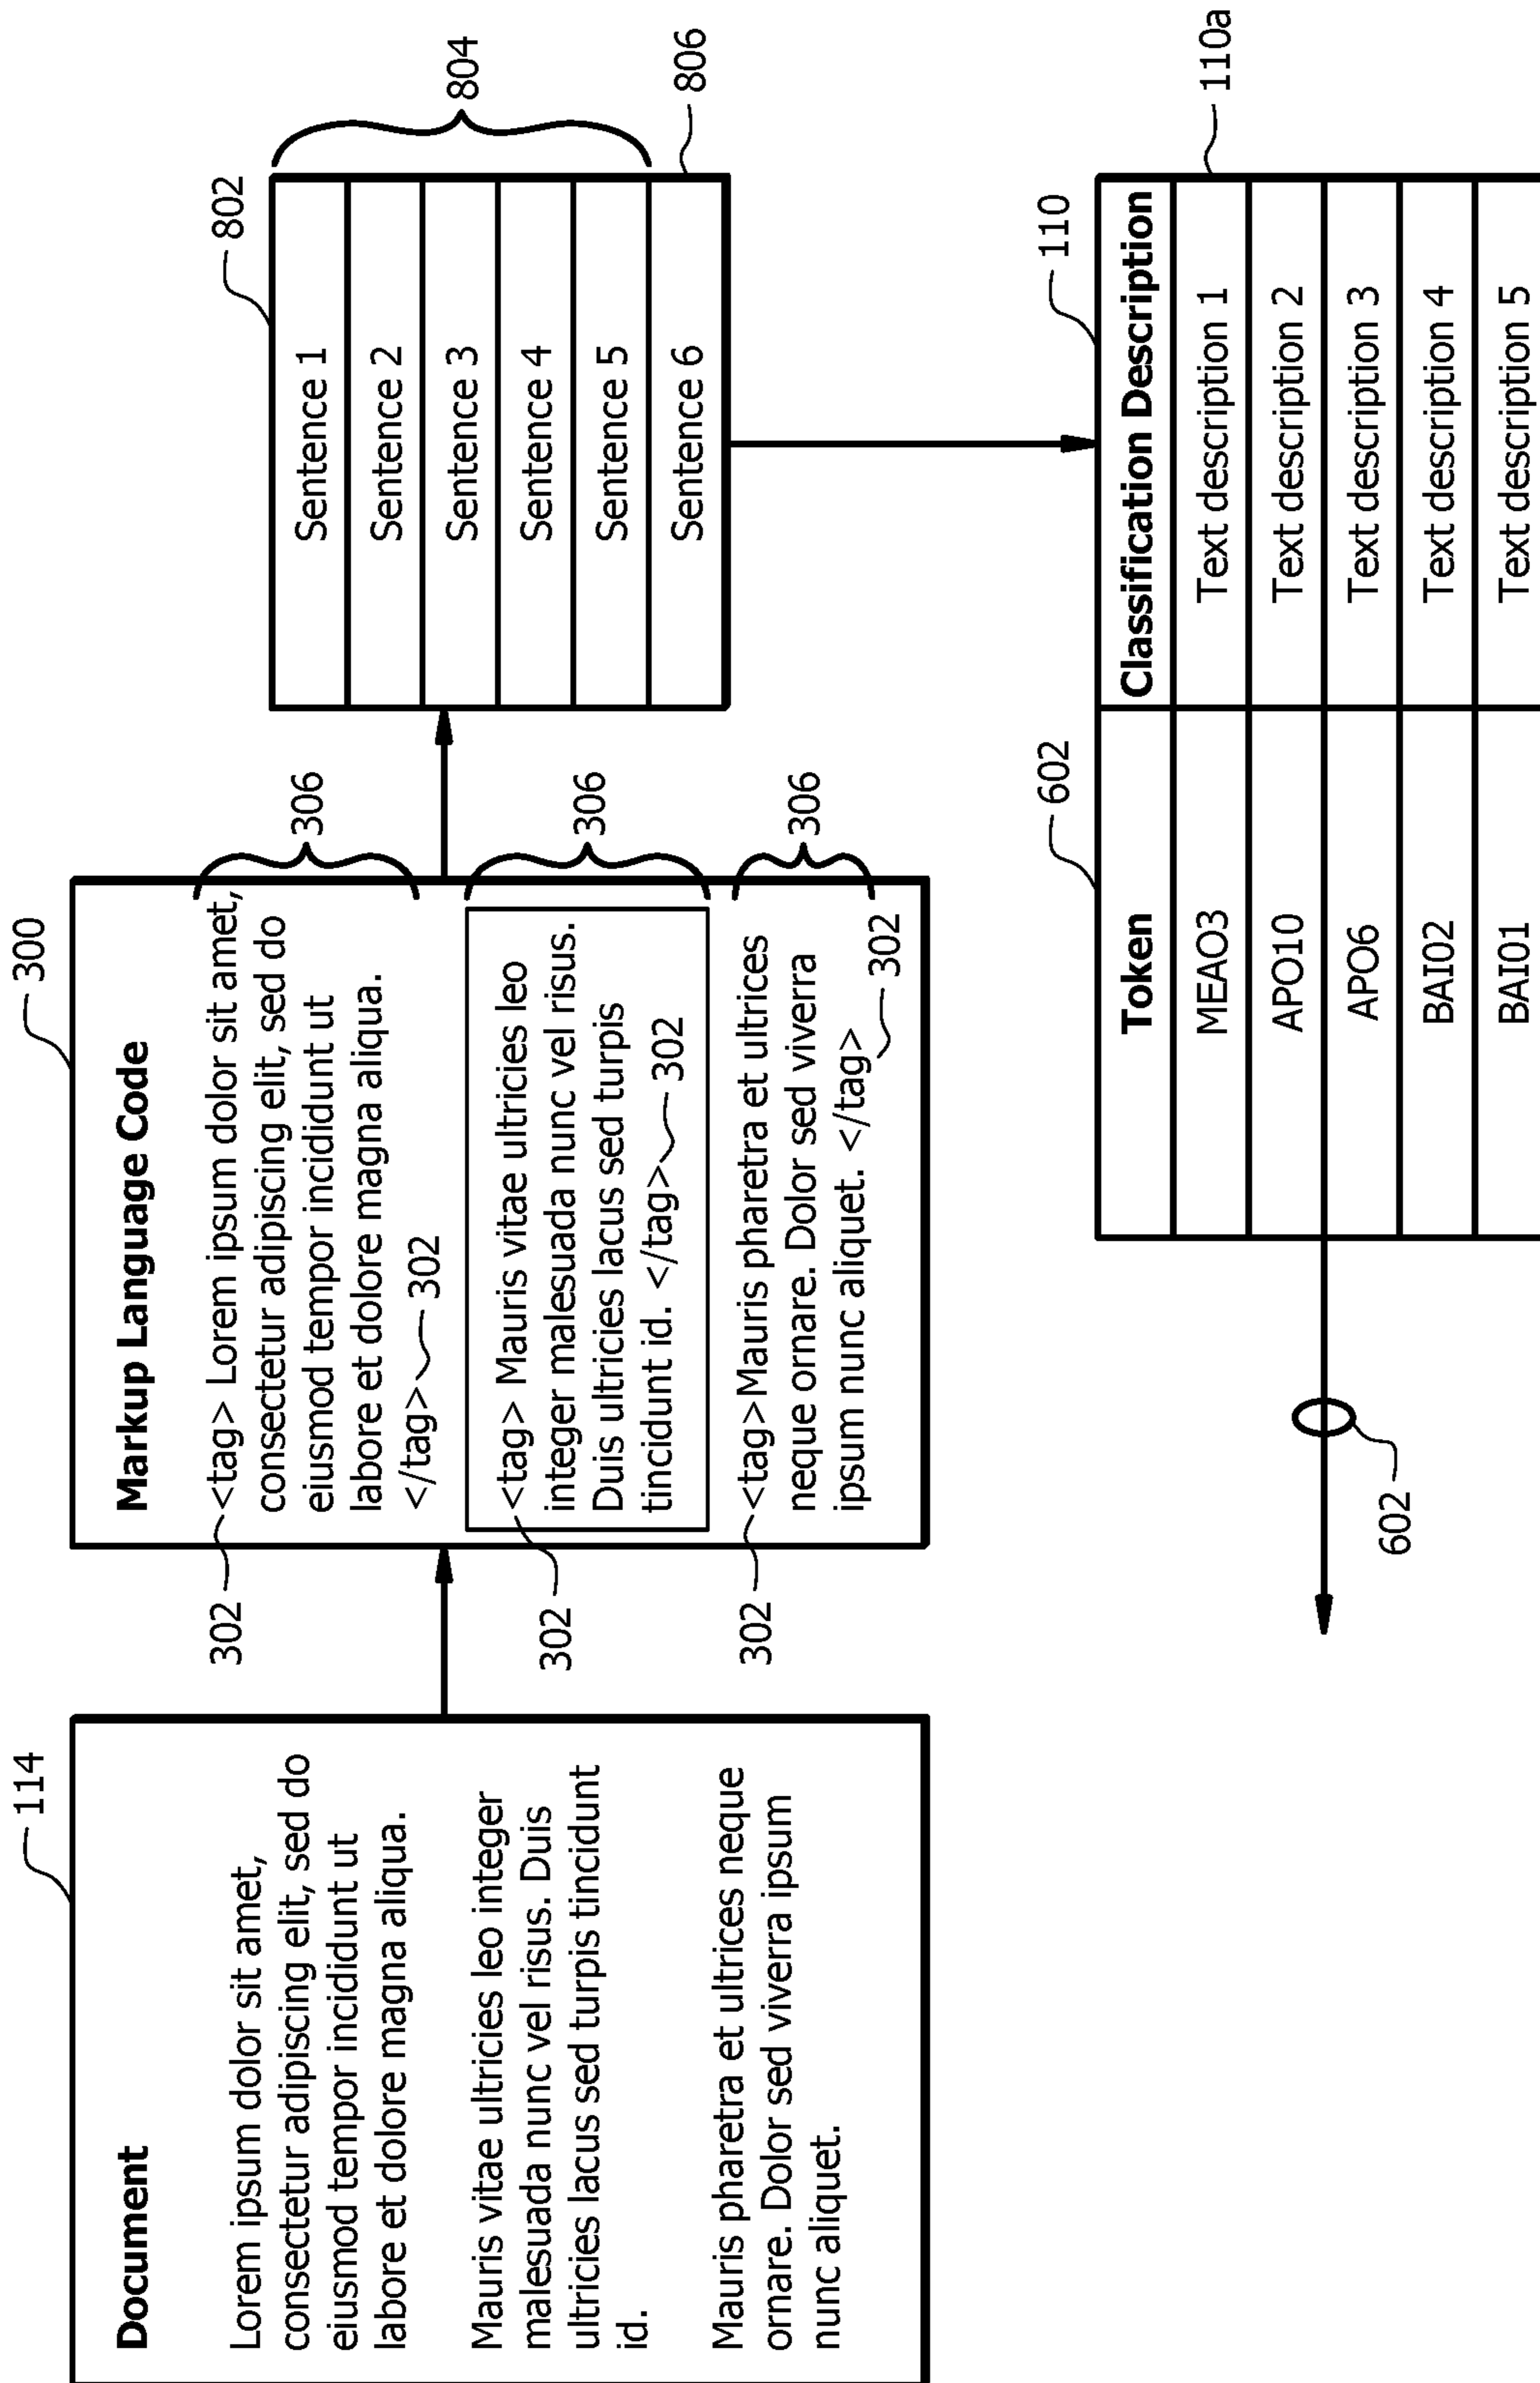 114
Document
Lorem ipsum dolor sit amet,
consectetur adipiscing elit, sed do
eiusmod tempor incididunt ut
labore et dolore magna aliqua.
Mauris vitae ultricies leo integer
malesuada nunc vel risus. Duis
ultricies lacus sed turpis tincidunt
id.
Mauris pharetra et ultrices neque
ornare. Dolor sed viverra ipsum
nunc aliquet.
300
Markup Language Code
302
<tag> Lorem ipsum dolor sit amet,
consectetur adipiscing elit, sed do
eiusmod tempor incididunt ut
labore et dolore magna aliqua.
</tag> 302
306
302
<tag> Mauris vitae ultricies leo
integer malesuada nunc vel risus.
Duis ultricies lacus sed turpis
tincidunt id. </tag> 302
306
302
<tag>Mauris pharetra et ultrices
neque ornare. Dolor sed viverra
ipsum nunc aliquet. </tag>
302
306
802
Sentence 1
Sentence 2
Sentence 3
Sentence 4
Sentence 5
Sentence 6
804
806
602
110
Token Classification Description
MEAO3 Text description 1
110a
APO10 Text description 2
APO6 Text description 3
BAI02 Text description 4
BAI01 Text description 5
602